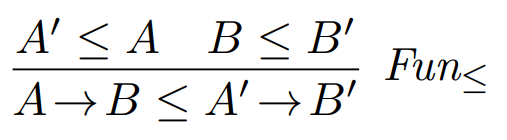 A′ ≤ A B ≤ B′ Fun≤
A→B ≤ A′→B′